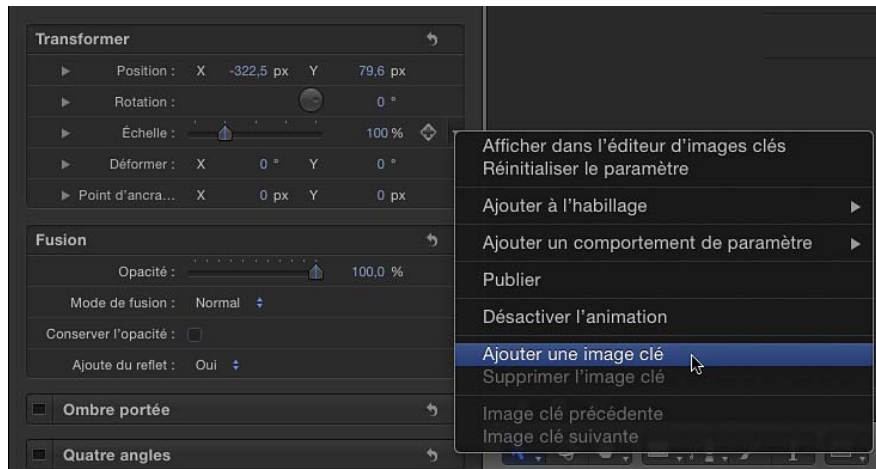 Transformer
Position : X -322,5 px Y 79,6 px
Rotation : 0 °
Échelle : 100 %
Déformer : X 0 ° Y 0 °
Point d'ancra... X 0 px Y 0 px
Fusion
Opacité : 100,0 %
Mode de fusion : Normal
Conserver l'opacité :
Ajoute du reflet : Oui
Ombre portée
Quatre angles
Afficher dans l'éditeur d'images clés
Réinitialiser le paramètre
Ajouter à l'habillage
Ajouter un comportement de paramètre
Publier
Désactiver l'animation
Ajouter une image clé
Supprimer l'image clé
Image clé précédente
Image clé suivante